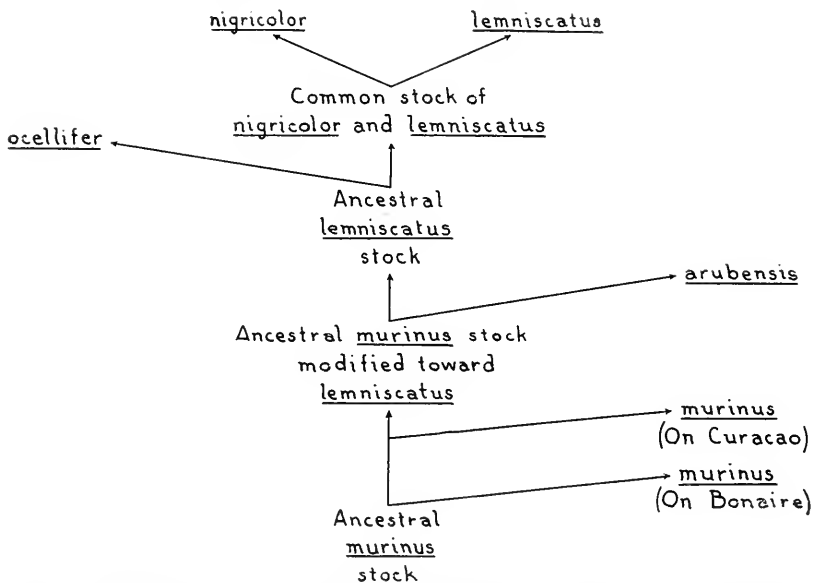 nigricolor
lemniscatus
Common stock of
nigricolor and lemniscatus
ocellifer
Ancestral
lemniscatus
stock
arubensis
Ancestral murinus stock
modified toward
lemniscatus
murinus
(On Curacao)
murinus
(On Bonaire)
Ancestral
murinus
stock